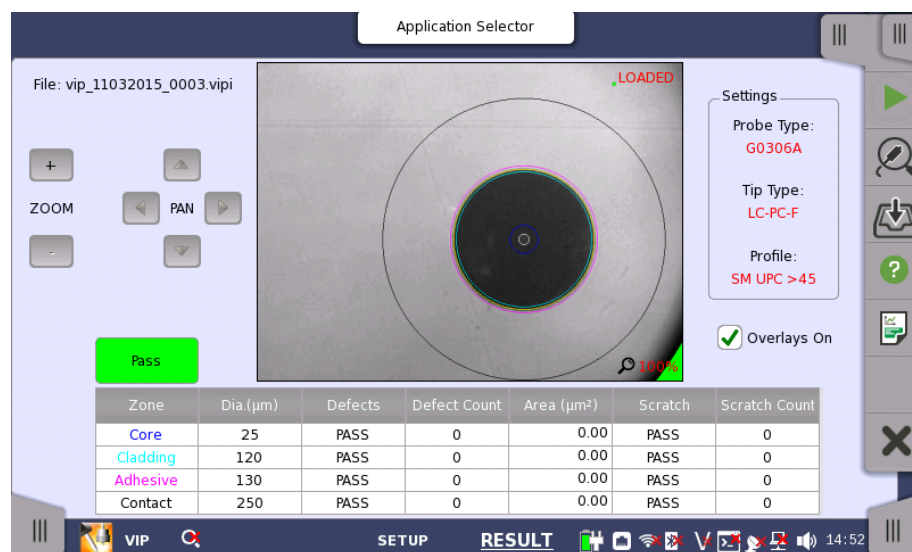 Application Selector
File: vip_11032015_0003.vipi
LOADED
Settings
Probe Type:
G0306A
Tip Type:
LC-PC-F
Profile:
SM UPC >45
+
ZOOM
PAN
-
Overlays On
100%
Pass
Zone Dia.(μm) Defects Defect Count Area (μm²) Scratch Scratch Count
Core 25 PASS 0 0.00 PASS 0
Cladding 120 PASS 0 0.00 PASS 0
Adhesive 130 PASS 0 0.00 PASS 0
Contact 250 PASS 0 0.00 PASS 0
VIP SETUP RESULT 14:52